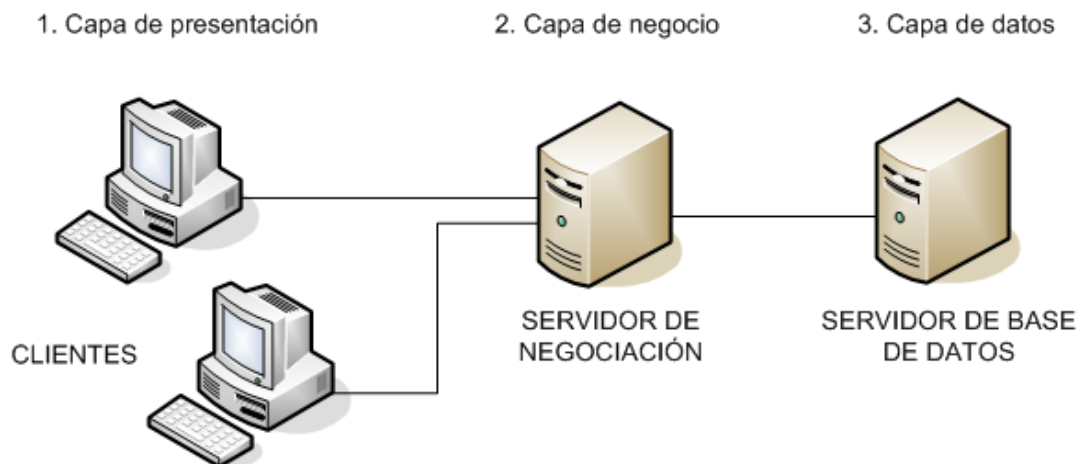 1. Capa de presentación
2. Capa de negocio
3. Capa de datos
CLIENTES
SERVIDOR DE
NEGOCIACIÓN
SERVIDOR DE BASE
DE DATOS